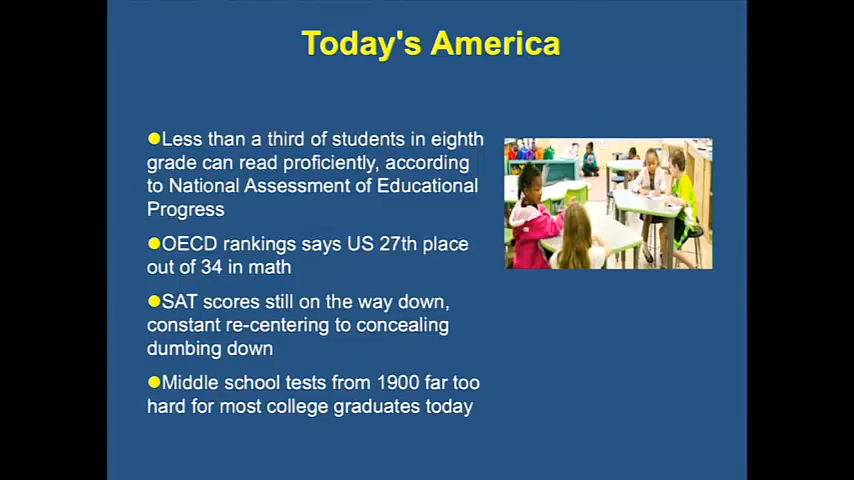 Today's America
●Less than a third of students in eighth
grade can read proficiently, according
to National Assessment of Educational
Progress
●OECD rankings says US 27th place
out of 34 in math
●SAT scores still on the way down,
constant re-centering to concealing
dumbing down
●Middle school tests from 1900 far too
hard for most college graduates today